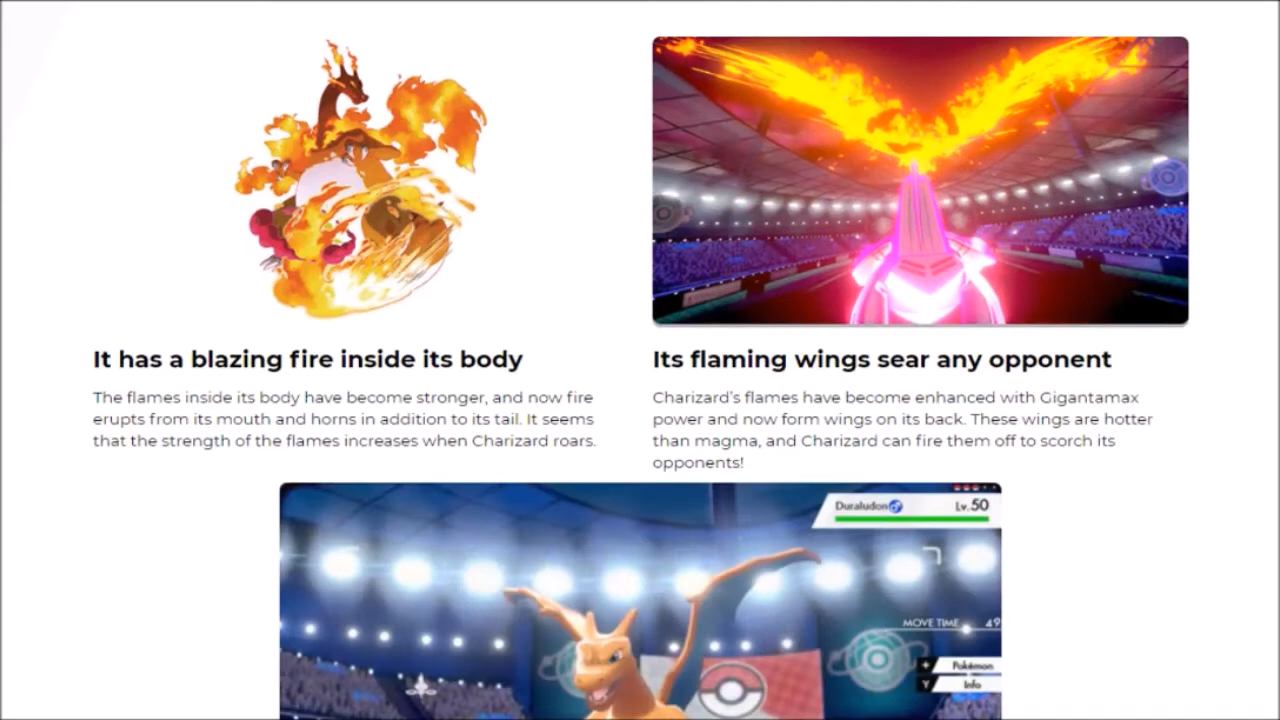 It has a blazing fire inside its body
The flames inside its body have become stronger, and now fire
erupts from its mouth and horns in addition to its tail. It seems
that the strength of the flames increases when Charizard roars.
Its flaming wings sear any opponent
Charizard's flames have become enhanced with Gigantamax
power and now form wings on its back. These wings are hotter
than magma, and Charizard can fire them off to scorch its
opponents!
Duraludon♂ Lv.50
MOVE TIME 49
+ Pokémon
Y Info